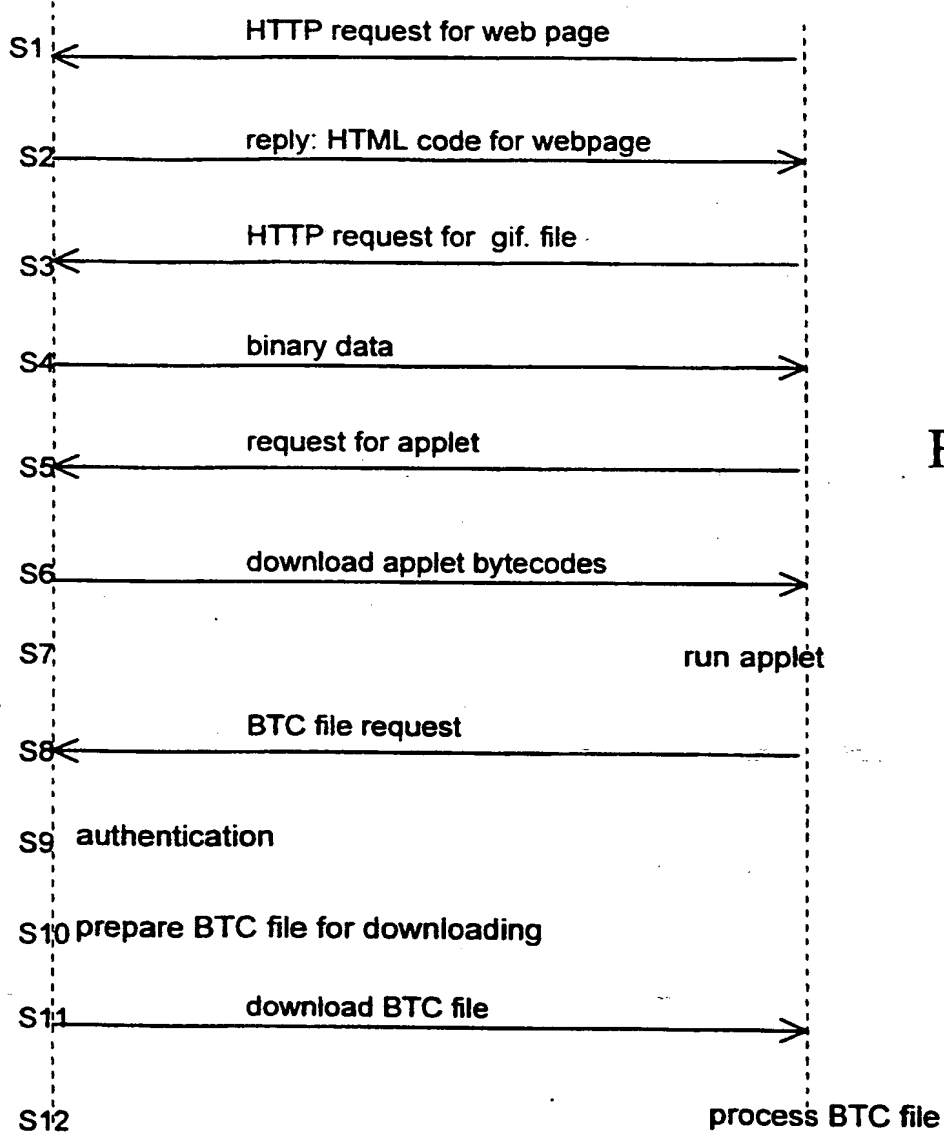 S1 HTTP request for web page
S2 reply: HTML code for webpage
S3 HTTP request for gif. file
S4 binary data
S5 request for applet
S6 download applet bytecodes
S7 run applet
S8 BTC file request
S9 authentication
S10 prepare BTC file for downloading
S11 download BTC file
S12 process BTC file